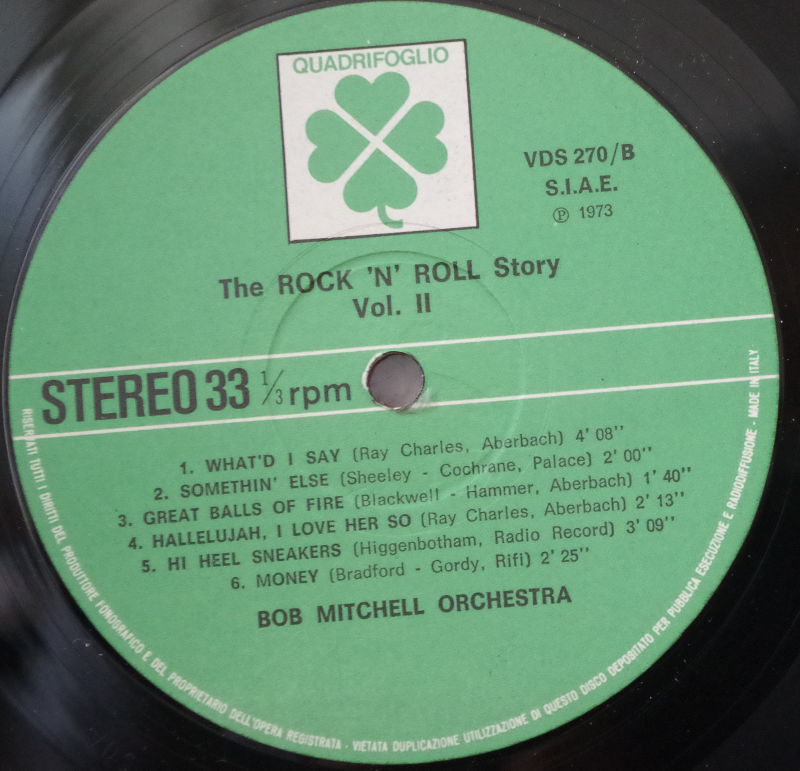 QUADRIFOGLIO
VDS 270/B
S.I.A.E.
Ⓟ 1973
The ROCK 'N' ROLL Story
Vol. II
STEREO 33 1/3 rpm
1. WHAT'D I SAY (Ray Charles, Aberbach) 4' 08''
2. SOMETHIN' ELSE (Sheeley - Cochrane, Palace) 2' 00''
3. GREAT BALLS OF FIRE (Blackwell - Hammer, Aberbach) 1' 40''
4. HALLELUJAH, I LOVE HER SO (Ray Charles, Aberbach) 2' 13''
5. HI HEEL SNEAKERS (Higgenbotham, Radio Record) 3' 09''
6. MONEY (Bradford - Gordy, Rifi) 2' 25''
BOB MITCHELL ORCHESTRA
RISERVATI TUTTI I DIRITTI DEL PRODUTTORE FONOGRAFICO E DEL PROPRIETARIO DELL'OPERA REGISTRATA - VIETATA DUPLICAZIONE UTILIZZAZIONE DI QUESTO DISCO DEPOSITATO PER PUBBLICA ESECUZIONE E RADIODIFFUSIONE - MADE IN ITALY